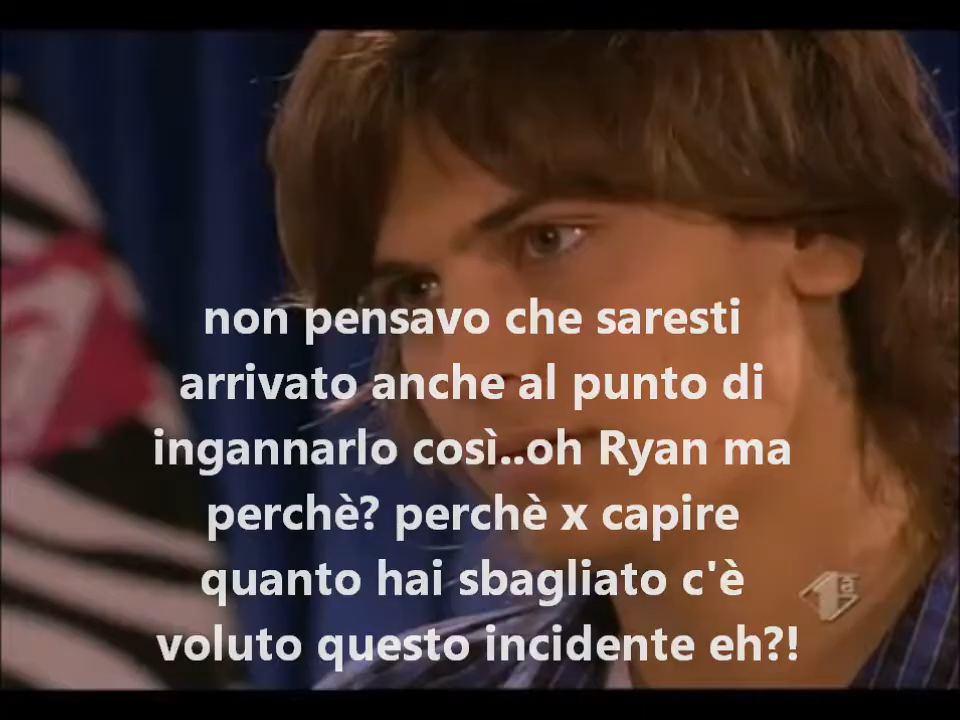 non pensavo che saresti
arrivato anche al punto di
ingannarlo così..oh Ryan ma
perchè? perchè x capire
quanto hai sbagliato c'è
voluto questo incidente eh?!
1a